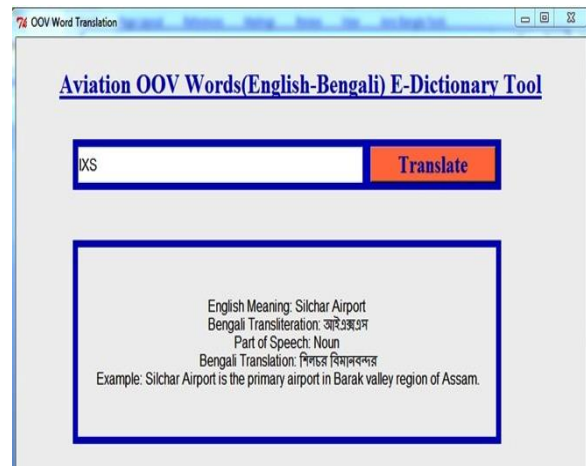 OOV Word Translation
Aviation OOV Words(English-Bengali) E-Dictionary Tool
IXS
Translate
English Meaning: Silchar Airport
Bengali Transliteration: আইএক্সএস
Part of Speech: Noun
Bengali Translation: শিলচর বিমানবন্দর
Example: Silchar Airport is the primary airport in Barak valley region of Assam.